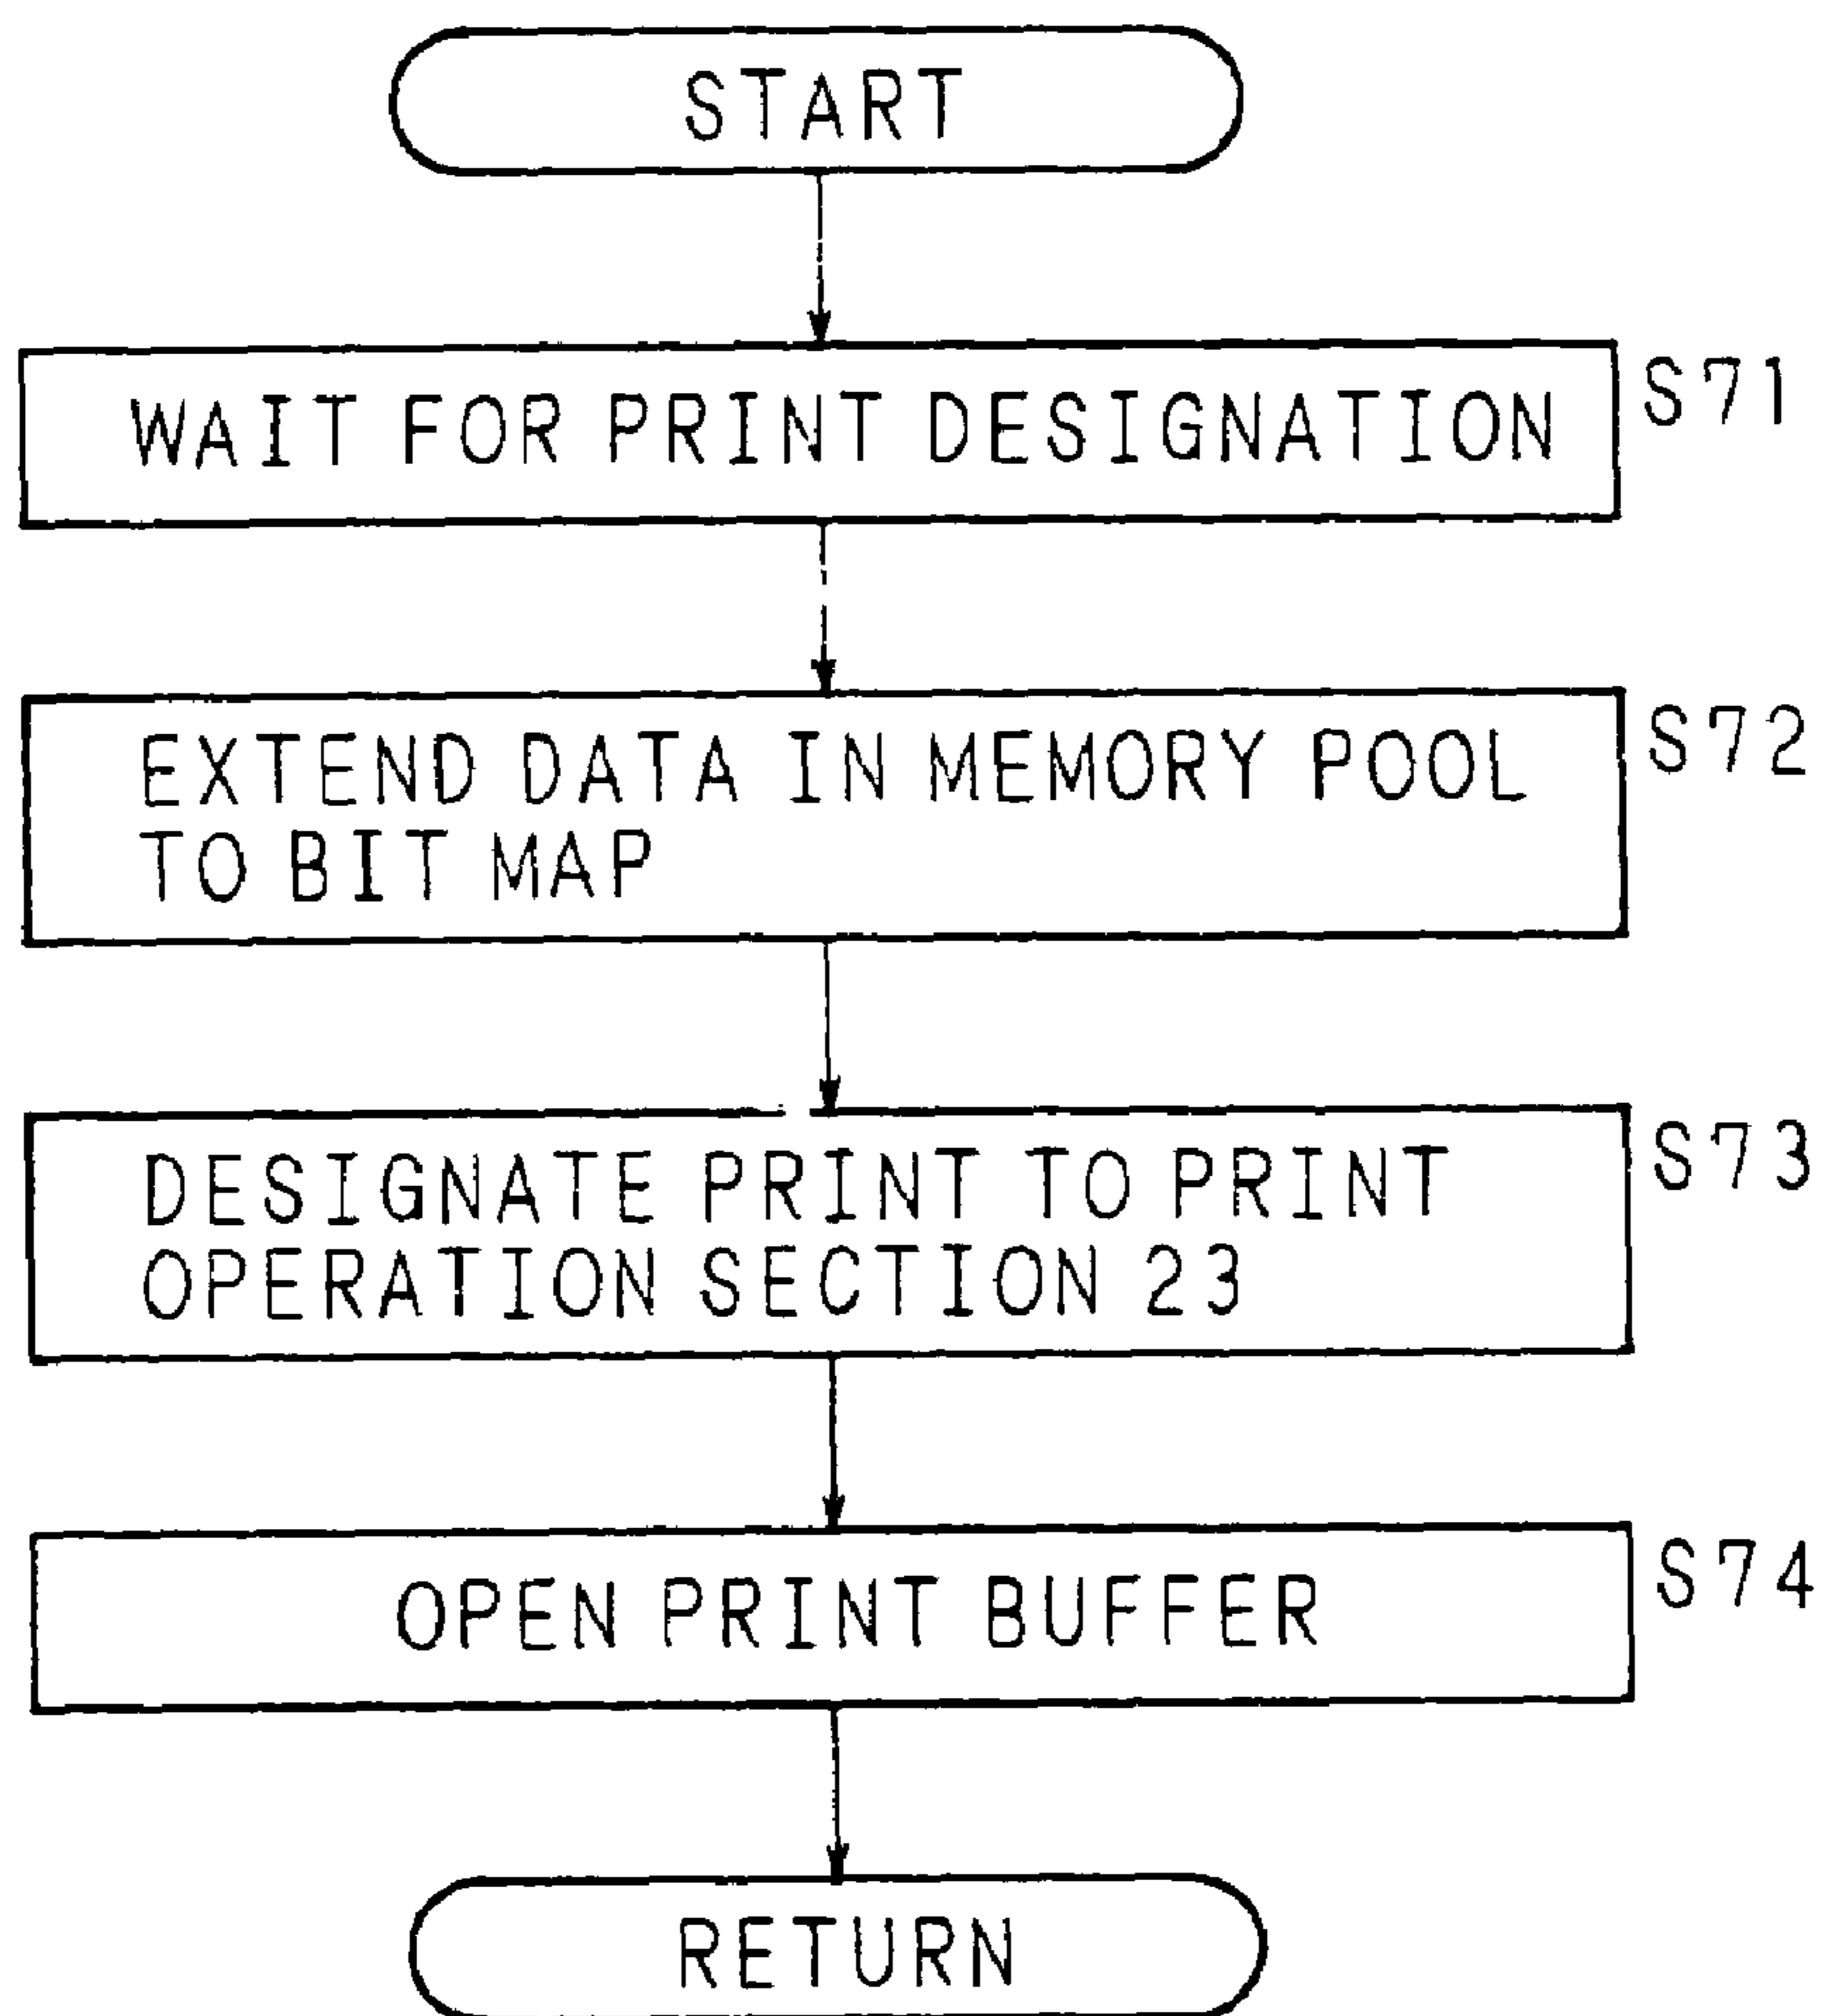 START
WAIT FOR PRINT DESIGNATION
S71
EXTEND DATA IN MEMORY POOL
TO BIT MAP
S72
DESIGNATE PRINT TO PRINT
OPERATION SECTION 23
S73
OPEN PRINT BUFFER
S74
RETURN